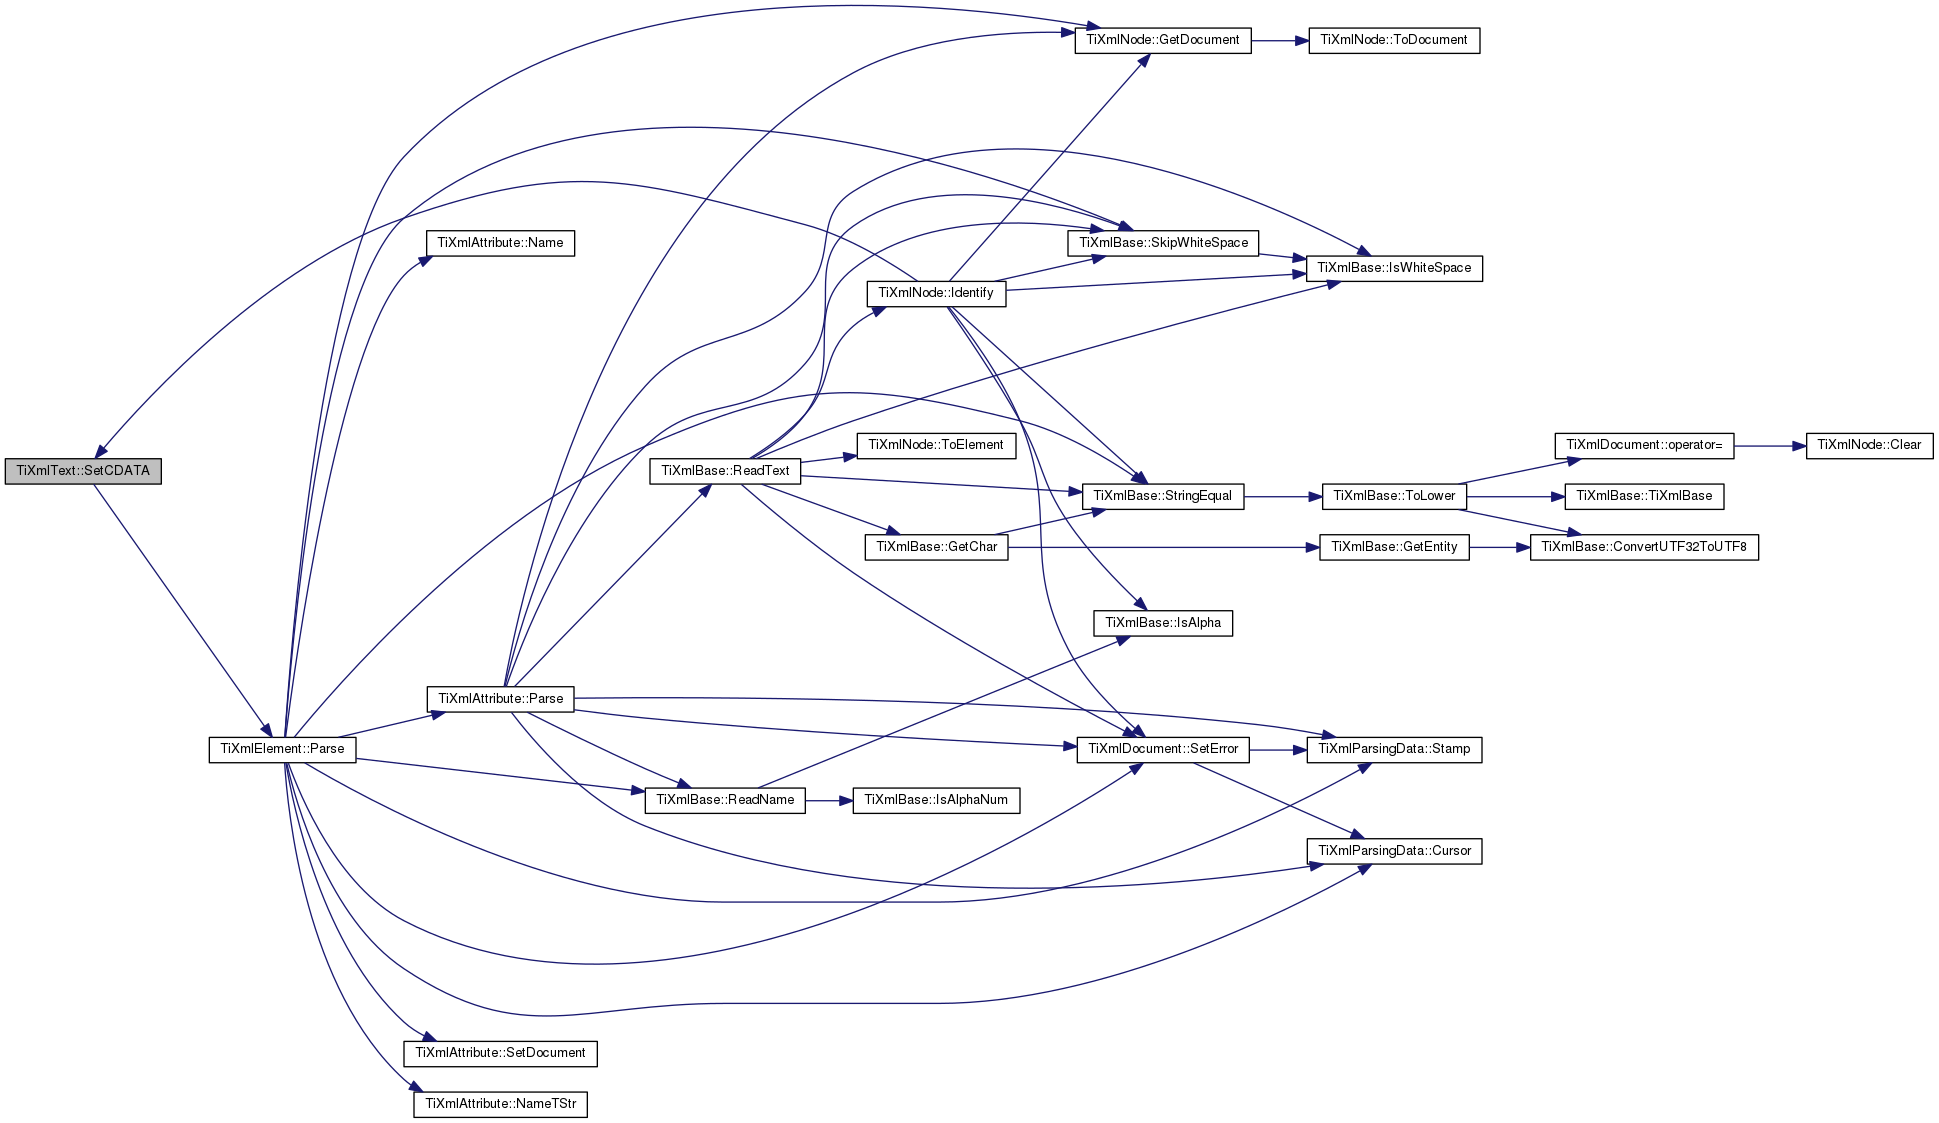 TiXmlNode::GetDocument
TiXmlNode::ToDocument
TiXmlAttribute::Name
TiXmlBase::SkipWhiteSpace
TiXmlBase::IsWhiteSpace
TiXmlNode::Identify
TiXmlNode::ToElement
TiXmlDocument::operator=
TiXmlNode::Clear
TiXmlText::SetCDATA
TiXmlBase::ReadText
TiXmlBase::StringEqual
TiXmlBase::ToLower
TiXmlBase::TiXmlBase
TiXmlBase::GetChar
TiXmlBase::GetEntity
TiXmlBase::ConvertUTF32ToUTF8
TiXmlBase::IsAlpha
TiXmlAttribute::Parse
TiXmlElement::Parse
TiXmlDocument::SetError
TiXmlParsingData::Stamp
TiXmlBase::ReadName
TiXmlBase::IsAlphaNum
TiXmlParsingData::Cursor
TiXmlAttribute::SetDocument
TiXmlAttribute::NameTStr